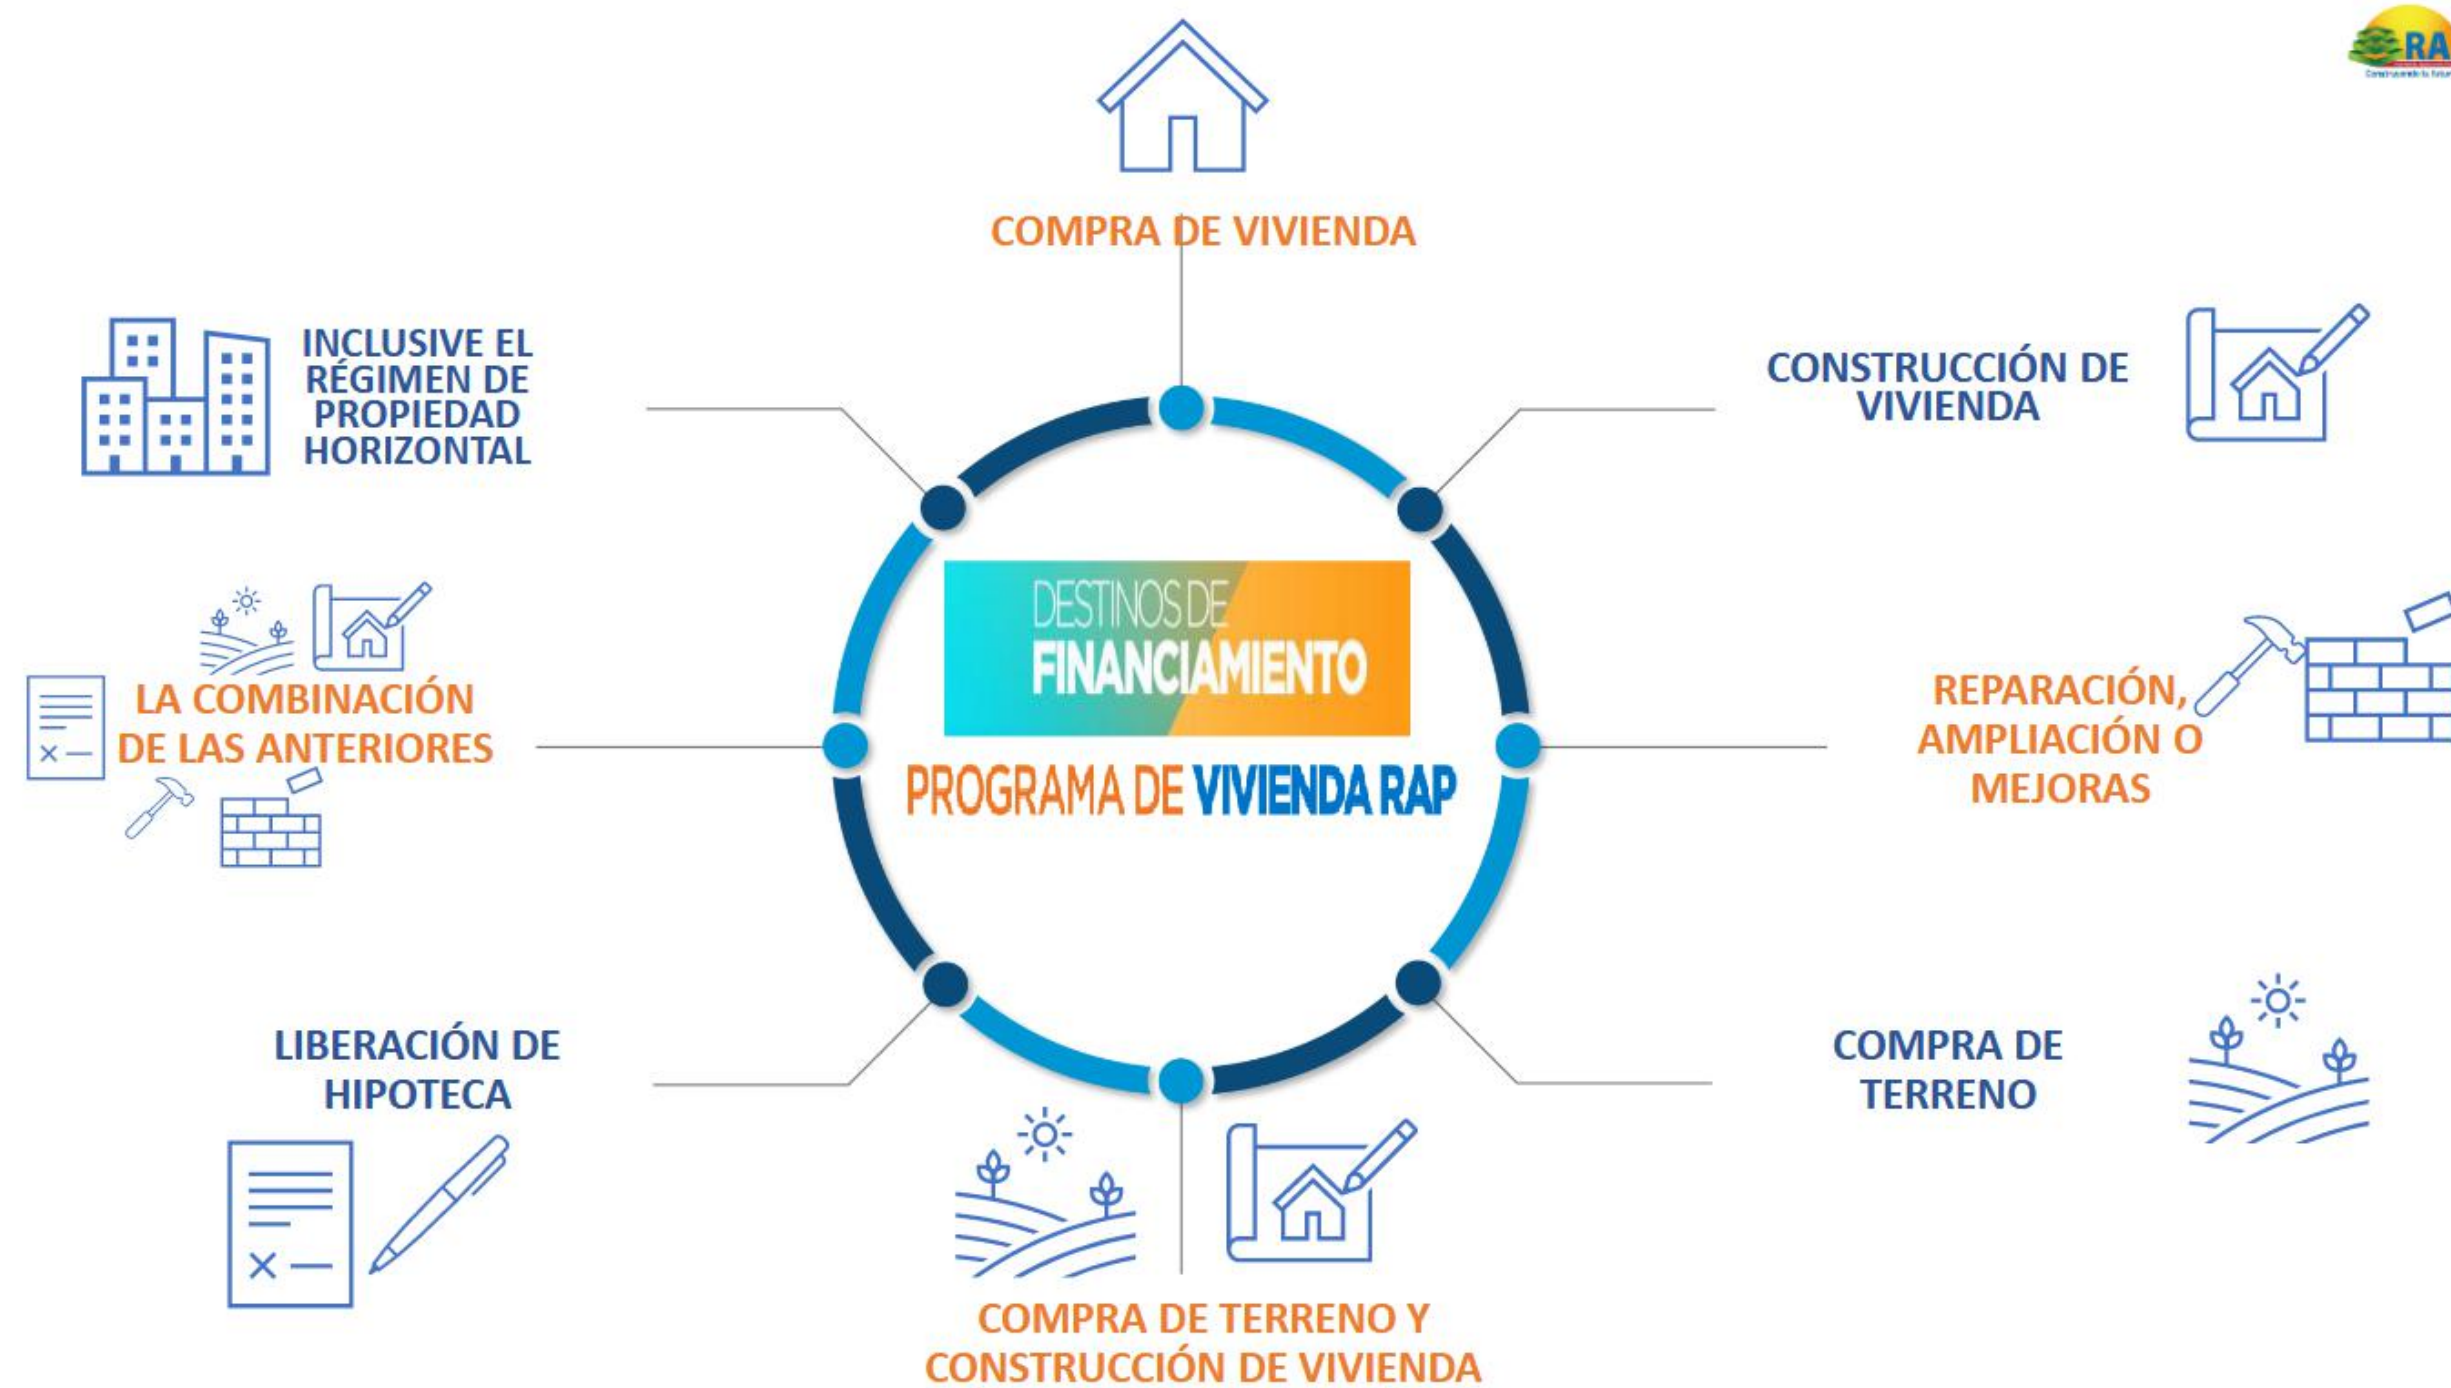 RA
COMPRA DE VIVIENDA
INCLUSIVE EL
RÉGIMEN DE
PROPIEDAD
HORIZONTAL
CONSTRUCCIÓN DE
VIVIENDA
DESTINOS DE
FINANCIAMIENTO
PROGRAMA DE VIVIENDA RAP
LA COMBINACIÓN
DE LAS ANTERIORES
REPARACIÓN,
AMPLIACIÓN O
MEJORAS
LIBERACIÓN DE
HIPOTECA
COMPRA DE
TERRENO
COMPRA DE TERRENO Y
CONSTRUCCIÓN DE VIVIENDA